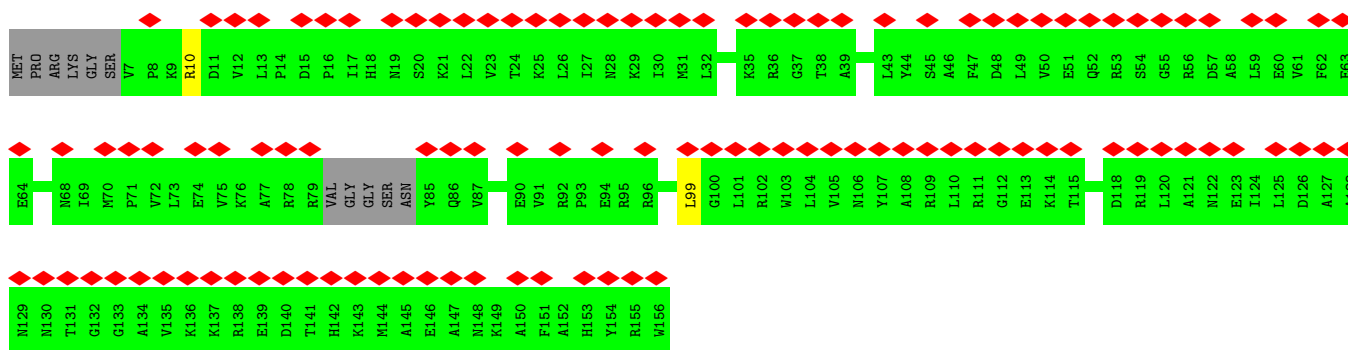 MET PRO ARG LYS GLY SER V7 P8 K9 R10 D11 V12 L13 P14 D15 P16 I17 H18 N19 S20 K21 L22 V23 T24 K25 L26 I27 N28 K29 I30 M31 L32 K35 R36 G37 T38 A39 L43 Y44 S45 A46 F47 D48 L49 V50 E51 Q52 R53 S54 G55 R56 D57 A58 L59 E60 V61 F62
E64 N68 I69 M70 P71 V72 L73 E74 V75 K76 A77 R78 R79 VAL GLY GLY SER ASN Y85 Q86 V87 E90 V91 R92 P93 E94 R95 R96 L99 G100 L101 R102 W103 L104 V105 N106 Y107 A108 R109 L110 R111 G112 E113 K114 T115 D118 R119 L120 A121 N122 E123 I124 L125 D126 A127
N129 N130 T131 G132 G133 A134 V135 K136 K137 R138 E139 D140 T141 H142 K143 M144 A145 E146 A147 N148 K149 A150 F151 A152 H153 Y154 R155 W156